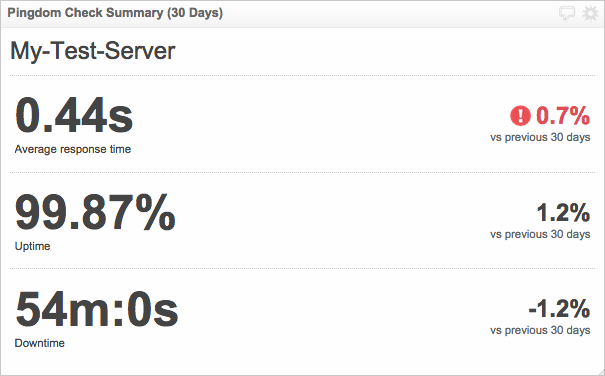 Pingdom Check Summary (30 Days)
My-Test-Server
0.44s
Average response time
! 0.7%
vs previous 30 days
99.87%
Uptime
1.2%
vs previous 30 days
54m:0s
Downtime
-1.2%
vs previous 30 days